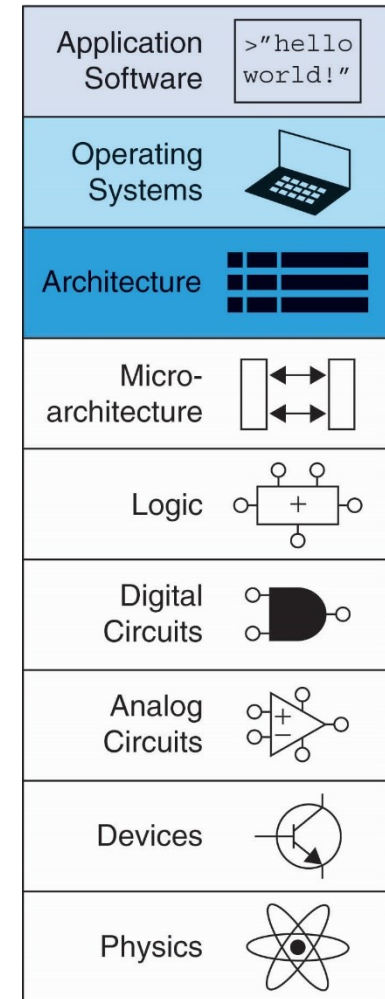 Application
Software
>"hello
world!"
Operating
Systems
Architecture
Micro-
architecture
Logic
+
Digital
Circuits
Analog
Circuits
+
−
Devices
Physics